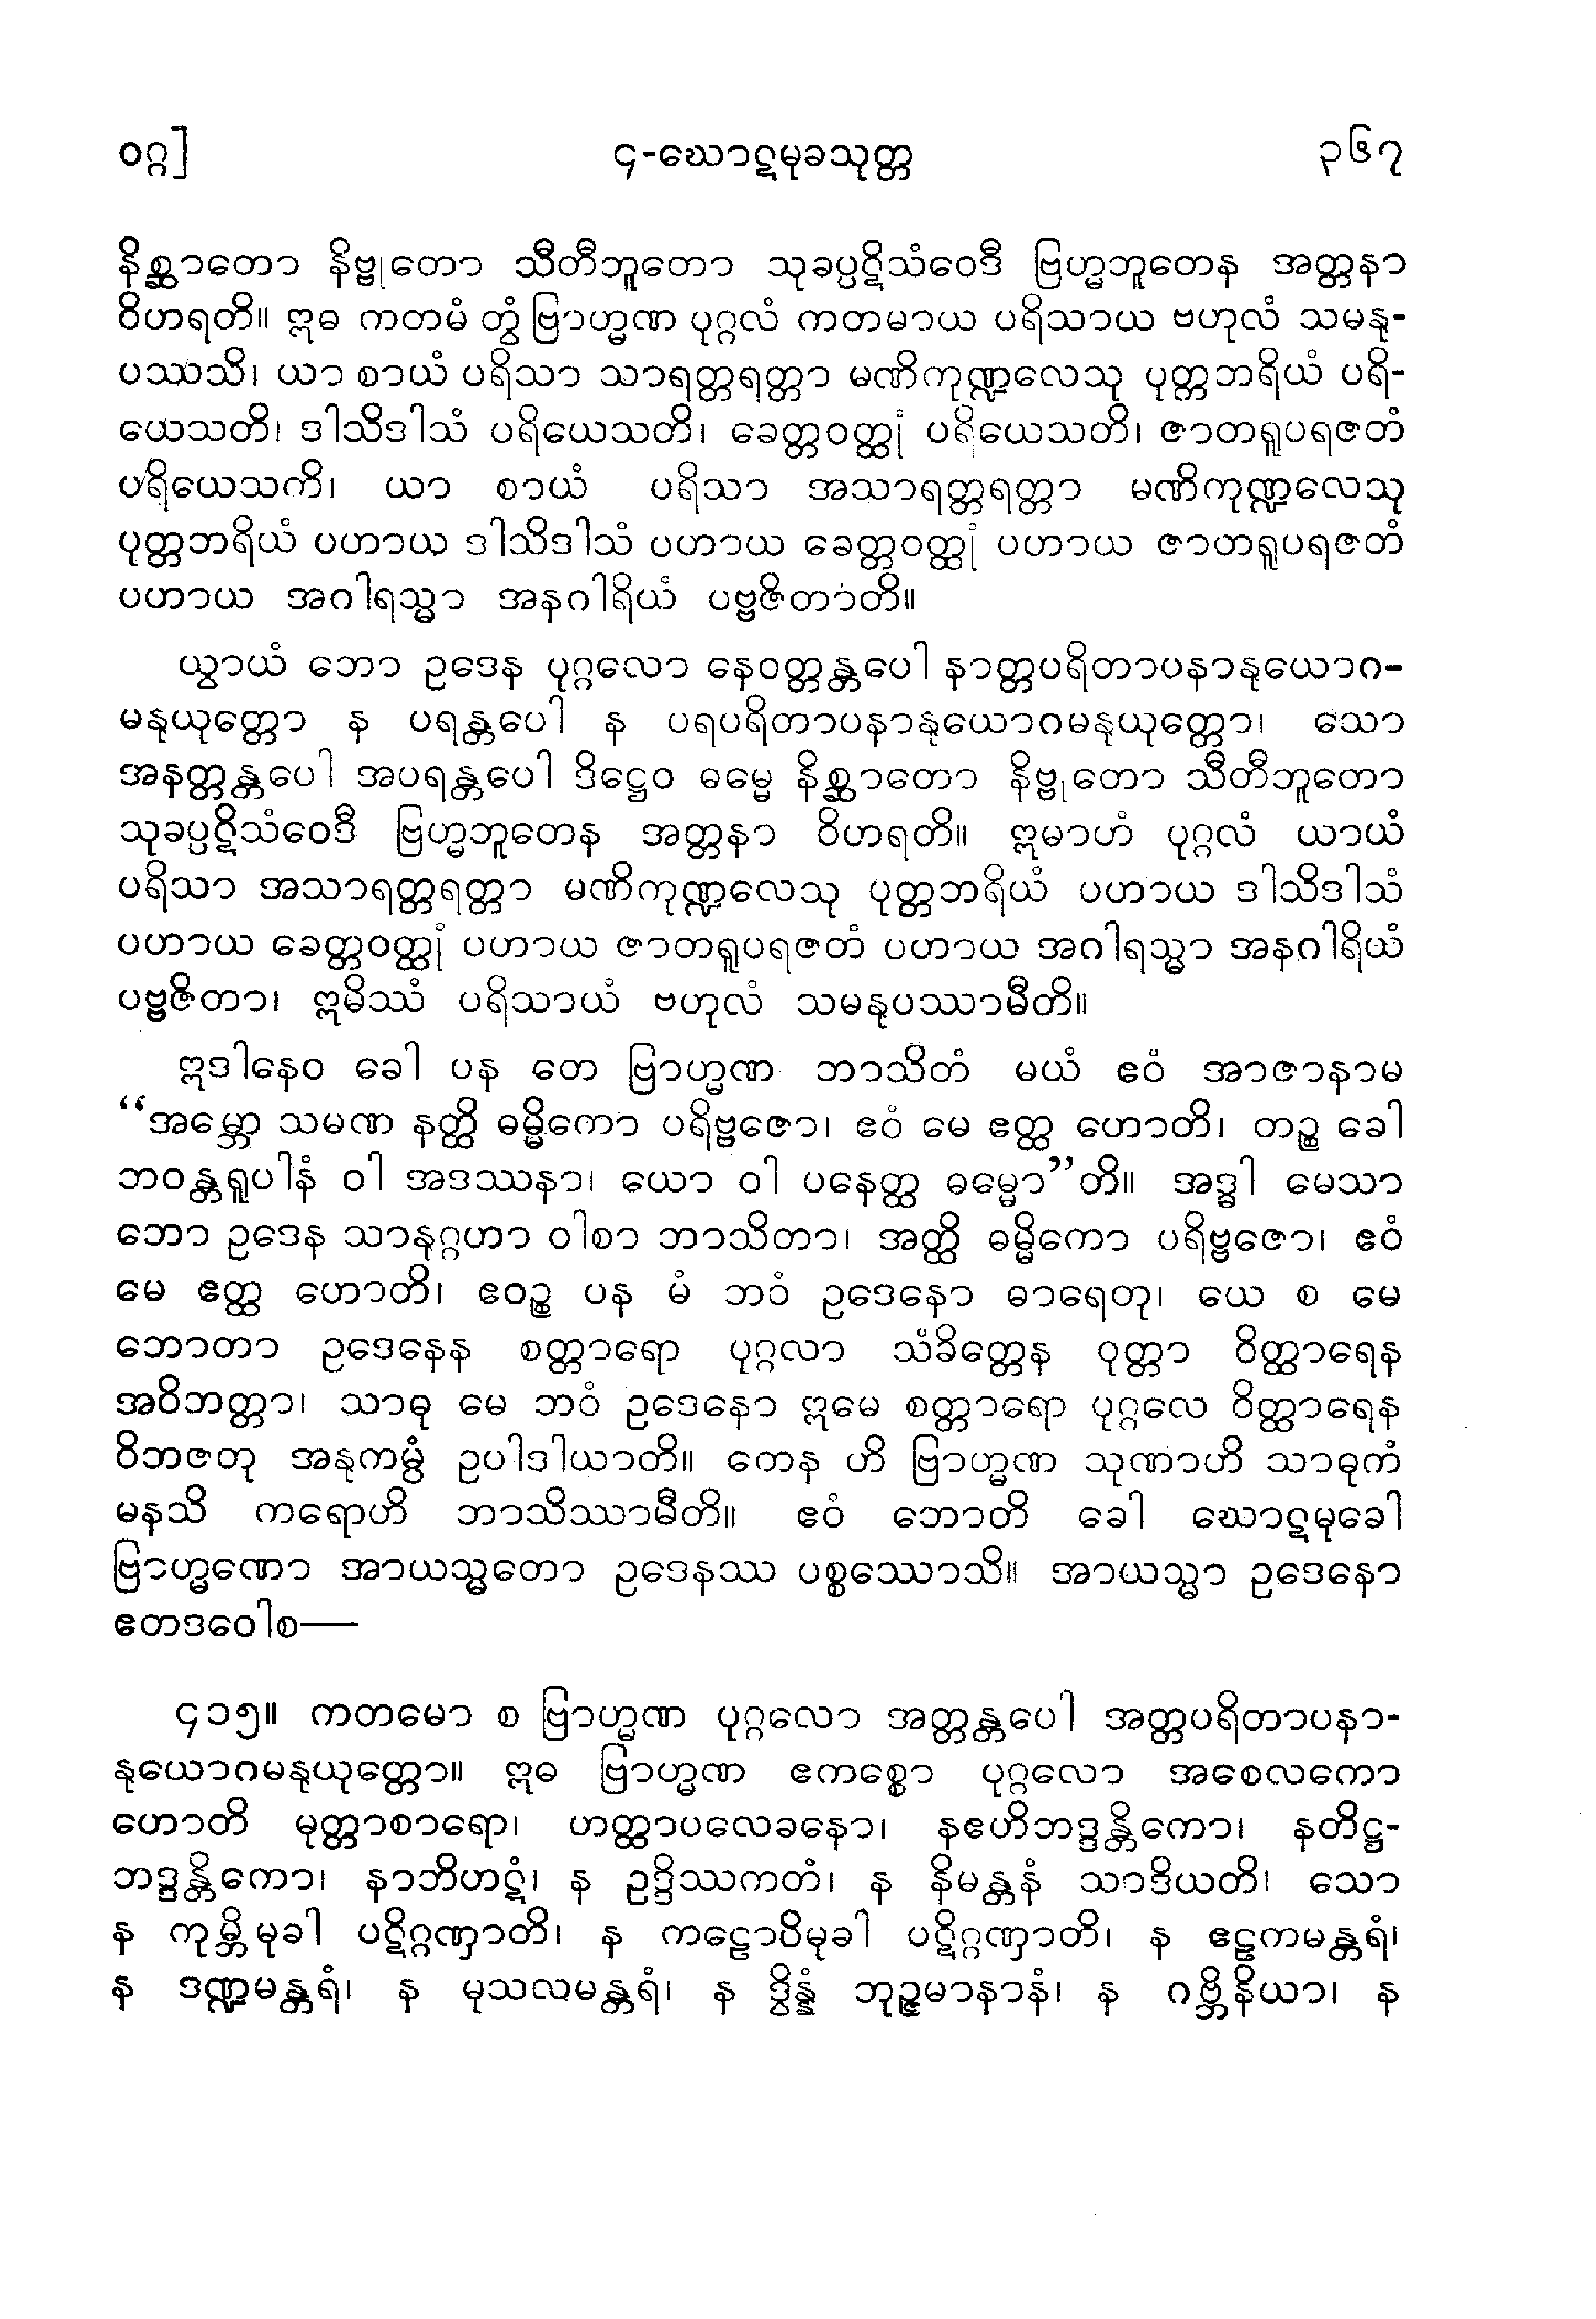 ဝဂ္ဂ]
၄-ဃောဋမုခသုတ္တ
၃၆၇
နိစ္ဆာတော နိဗ္ဗုတော သီတီဘူတော သုခပ္ပဋိသံဝေဒီ ဗြဟ္မဘူတေန အတ္တနာ
ဝိဟရတိ။ ဣဓ ကတမံ တွံ ဗြာဟ္မဏ ပုဂ္ဂလံ ကတမာယ ပရိသာယ ဗဟုလံ သမနု-
ပဿသိ၊ ယာ စာယံ ပရိသာ သာရတ္တရတ္တာ မဏိကုဏ္ဍလေသု ပုတ္တဘရိယံ ပရိ-
ယေသတိ၊ ဒါသိဒါသံ ပရိယေသတိ၊ ခေတ္တဝတ္ထုံ ပရိယေသတိ၊ ဇာတရူပရဇတံ
ပရိယေသကိ၊ ယာ စာယံ ပရိသာ အသာရတ္တရတ္တာ မဏိကုဏ္ဍလေသု
ပုတ္တဘရိယံ ပဟာယ ဒါသိဒါသံ ပဟာယ ခေတ္တဝတ္ထုံ ပဟာယ ဇာတရူပရဇတံ
ပဟာယ အဂါရသ္မာ အနဂါရိယံ ပဗ္ဗဇိတာတိ။
ယွာယံ ဘော ဥဒေန ပုဂ္ဂလော နေဝတ္တန္တပေါ နာတ္တပရိတာပနာနုယောဂ-
မနုယုတ္တော န ပရန္တပေါ န ပရပရိတာပနာနုယောဂမနုယုတ္တော၊ သော
အနတ္တန္တပေါ အပရန္တပေါ ဒိဋ္ဌေဝ ဓမ္မေ နိစ္ဆာတော နိဗ္ဗုတော သီတီဘူတော
သုခပ္ပဋိသံဝေဒီ ဗြဟ္မဘူတေန အတ္တနာ ဝိဟရတိ။ ဣမာဟံ ပုဂ္ဂလံ ယာယံ
ပရိသာ အသာရတ္တရတ္တာ မဏိကုဏ္ဍလေသု ပုတ္တဘရိယံ ပဟာယ ဒါသိဒါသံ
ပဟာယ ခေတ္တဝတ္ထုံ ပဟာယ ဇာတရူပရဇတံ ပဟာယ အဂါရသ္မာ အနဂါရိယံ
ပဗ္ဗဇိတာ၊ ဣမိဿံ ပရိသာယံ ဗဟုလံ သမနုပဿာမီတိ။
ဣဒါနေဝ ခေါ ပန တေ ဗြာဟ္မဏ ဘာသိတံ မယံ ဧဝံ အာဇာနာမ
“အမ္ဘော သမဏ နတ္ထိ ဓမ္မိကော ပရိဗ္ဗဇော၊ ဧဝံ မေ ဧတ္ထ ဟောတိ၊ တဉ္စ ခေါ
ဘဝန္တရူပါနံ ဝါ အဒဿနာ၊ ယော ဝါ ပနေတ္ထ ဓမ္မော”တိ။ အဒ္ဓါ မေသာ
ဘော ဥဒေန သာနုဂ္ဂဟာ ဝါစာ ဘာသိတာ၊ အတ္ထိ ဓမ္မိကော ပရိဗ္ဗဇော၊ ဧဝံ
မေ ဧတ္ထ ဟောတိ၊ ဧဝဉ္စ ပန မံ ဘဝံ ဥဒေနော ဓာရေတု၊ ယေ စ မေ
ဘောတာ ဥဒေနေန စတ္တာရော ပုဂ္ဂလာ သံခိတ္တေန ဝုတ္တာ ဝိတ္ထာရေန
အဝိဘတ္တာ၊ သာဓု မေ ဘဝံ ဥဒေနော ဣမေ စတ္တာရော ပုဂ္ဂလေ ဝိတ္ထာရေန
ဝိဘဇတု အနုကမ္ပံ ဥပါဒါယာတိ။ ကေန ဟိ ဗြာဟ္မဏ သုဏာဟိ သာဓုကံ
မနသိ ကရောဟိ ဘာသိဿာမီတိ။ ဧဝံ ဘောတိ ခေါ ဃောဋမုခေါ
ဗြာဟ္မဏော အာယသ္မတော ဥဒေနဿ ပစ္စဿောသိ။ အာယသ္မာ ဥဒေနော
ဧတဒဝေါစ—
၄၁၅။ ကတမော စ ဗြာဟ္မဏ ပုဂ္ဂလော အတ္တန္တပေါ အတ္တပရိတာပနာ-
နုယောဂမနုယုတ္တော။ ဣဓ ဗြာဟ္မဏ ဧကစ္စော ပုဂ္ဂလော အစေလကော
ဟောတိ မုတ္တာစာရော၊ ဟတ္ထာပလေခနော၊ နဧဟိဘဒ္ဒန္တိကော၊ နတိဋ္ဌ-
ဘဒ္ဒန္တိကော၊ နာဘိဟဋံ၊ န ဥဒ္ဒိဿကတံ၊ န နိမန္တနံ သာဒိယတိ၊ သော
န ကုမ္ဘိမုခါ ပဋိဂ္ဂဏှာတိ၊ န ကဠောပိမုခါ ပဋိဂ္ဂဏှာတိ၊ န ဧဠကမန္တရံ၊
န ဒဏ္ဍမန္တရံ၊ န မုသလမန္တရံ၊ န ဒွိန္နံ ဘုဉ္ဇမာနာနံ၊ န ဂဗ္ဘိနိယာ၊ န